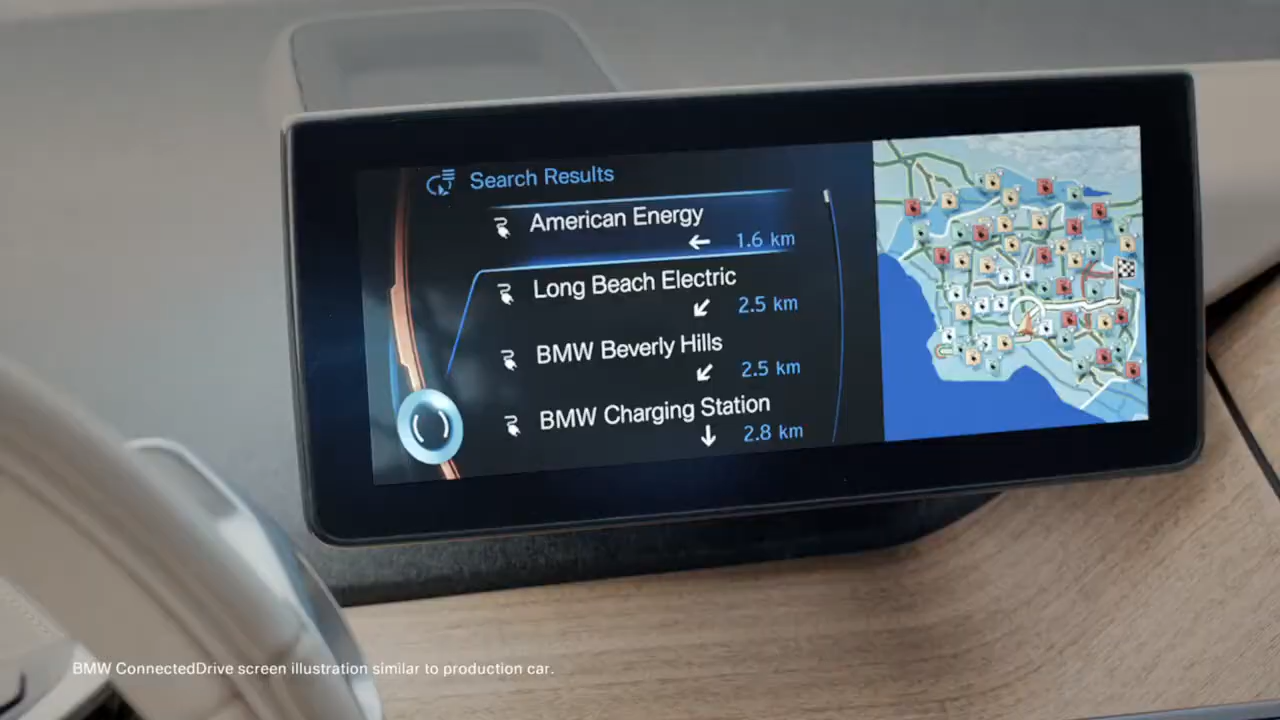 Search Results
American Energy
1.6 km
Long Beach Electric
2.5 km
BMW Beverly Hills
2.5 km
BMW Charging Station
2.8 km
BMW ConnectedDrive screen illustration similar to production car.